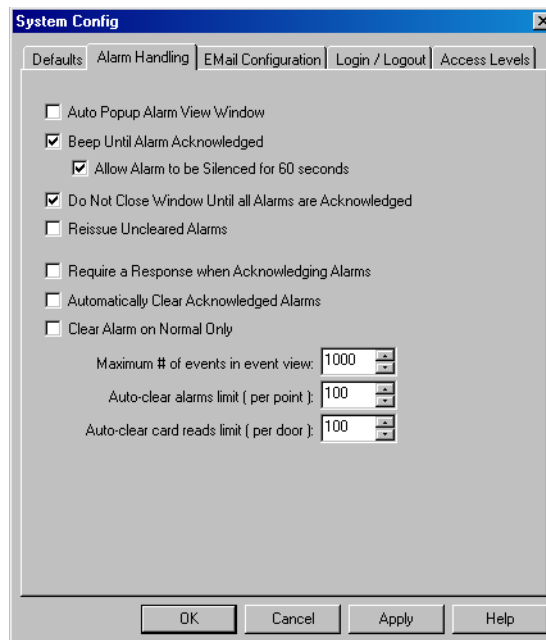 System Config
Defaults Alarm Handling EMail Configuration Login / Logout Access Levels
Auto Popup Alarm View Window
Beep Until Alarm Acknowledged
Allow Alarm to be Silenced for 60 seconds
Do Not Close Window Until all Alarms are Acknowledged
Reissue Uncleared Alarms
Require a Response when Acknowledging Alarms
Automatically Clear Acknowledged Alarms
Clear Alarm on Normal Only
Maximum # of events in event view: 1000
Auto-clear alarms limit ( per point ): 100
Auto-clear card reads limit ( per door ): 100
OK Cancel Apply Help